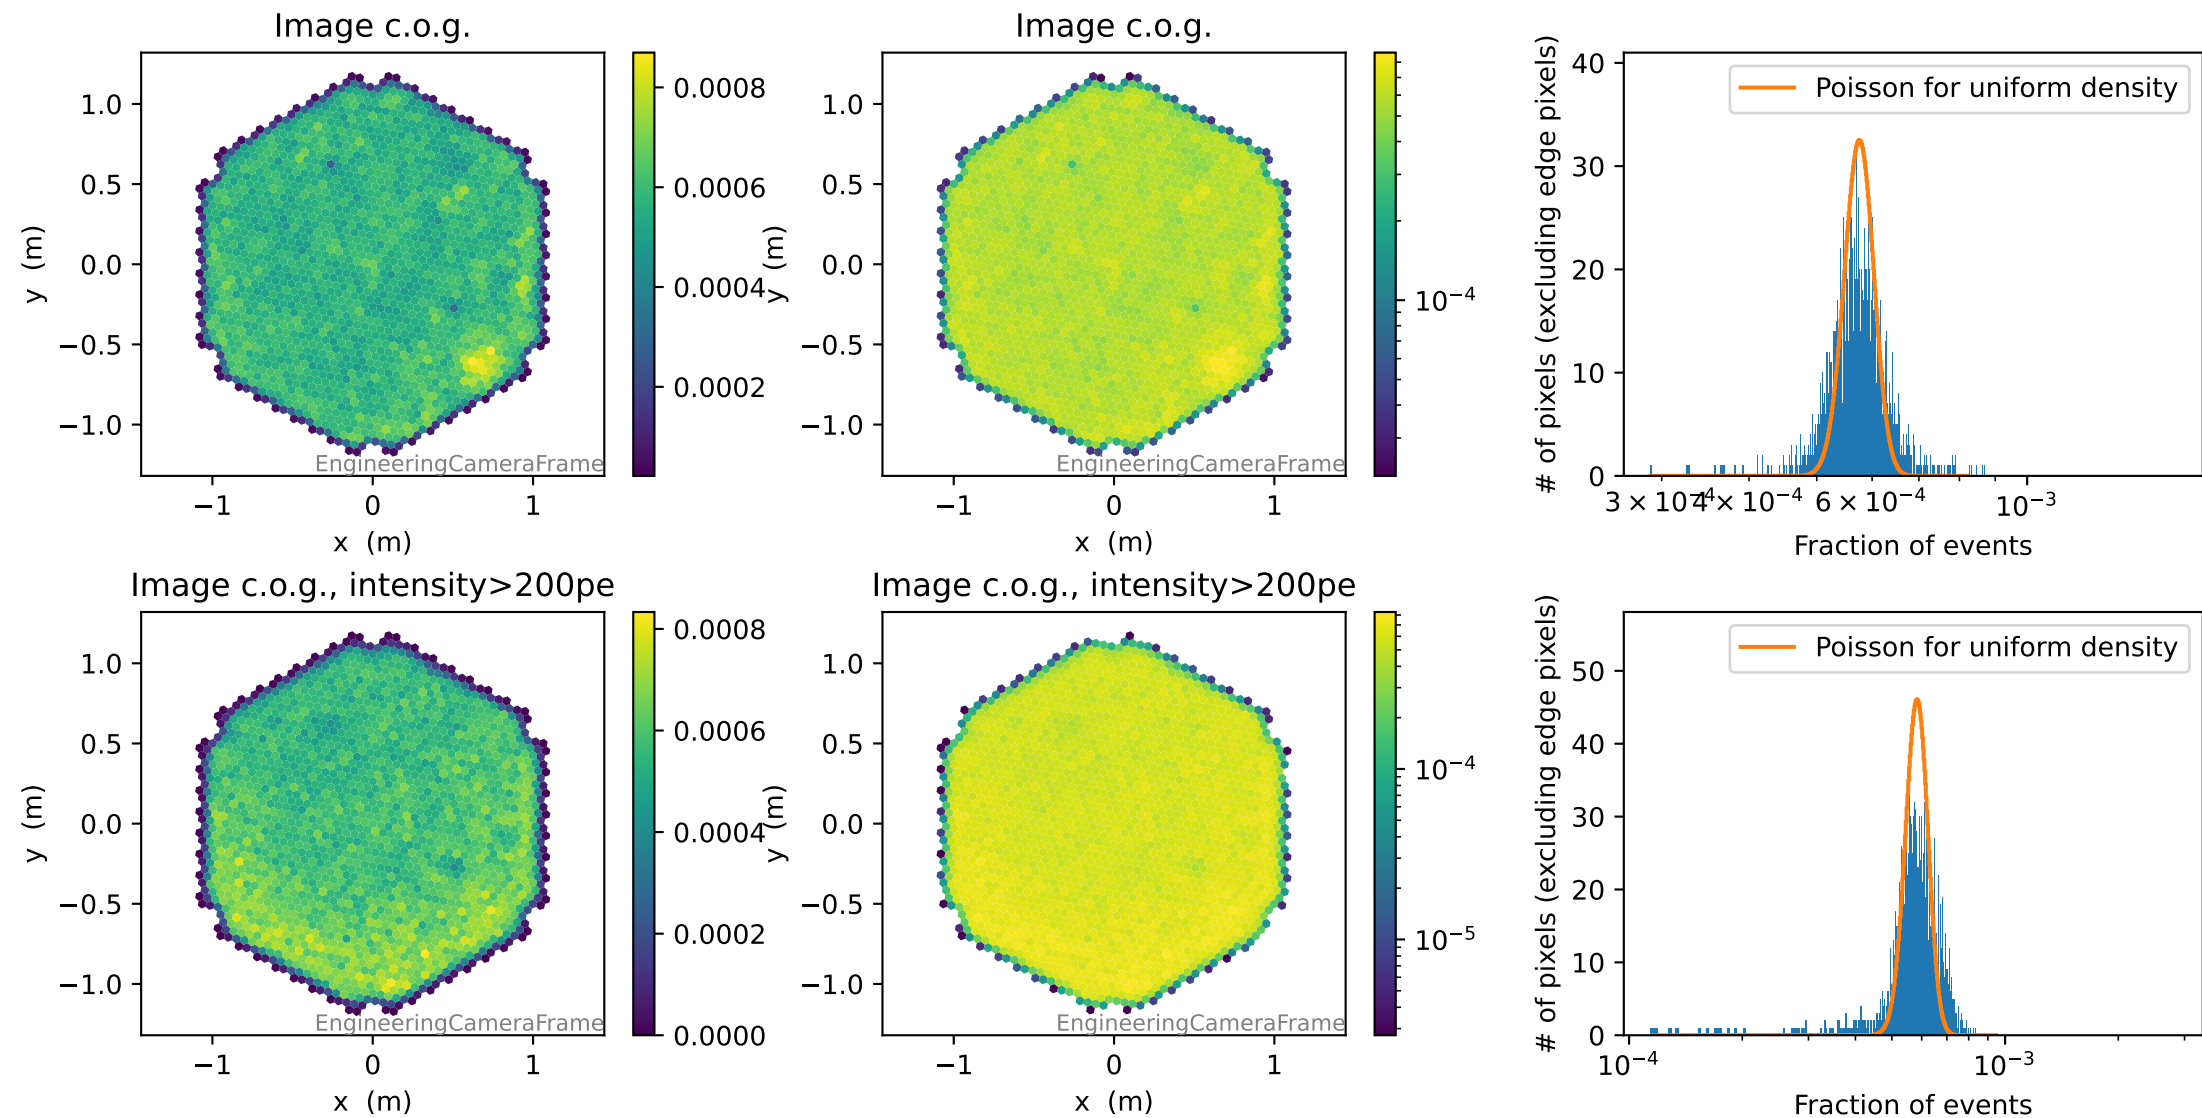 Image c.o.g.
1.0
0.5
0.0
−0.5
−1.0
y (m)
−1
0
1
x (m)
EngineeringCameraFrame
0.0008
0.0006
0.0004
0.0002
Image c.o.g.
1.0
0.5
0.0
−0.5
−1.0
y (m)
−1
0
1
x (m)
EngineeringCameraFrame
10⁻⁴
# of pixels (excluding edge pixels)
40
30
20
10
0
Poisson for uniform density
3 × 10⁻⁴
4 × 10⁻⁴
6 × 10⁻⁴
10⁻³
Fraction of events
Image c.o.g., intensity>200pe
1.0
0.5
0.0
−0.5
−1.0
y (m)
−1
0
1
x (m)
EngineeringCameraFrame
0.0008
0.0006
0.0004
0.0002
0.0000
Image c.o.g., intensity>200pe
1.0
0.5
0.0
−0.5
−1.0
y (m)
−1
0
1
x (m)
EngineeringCameraFrame
10⁻⁴
10⁻⁵
# of pixels (excluding edge pixels)
50
40
30
20
10
0
Poisson for uniform density
10⁻⁴
10⁻³
Fraction of events